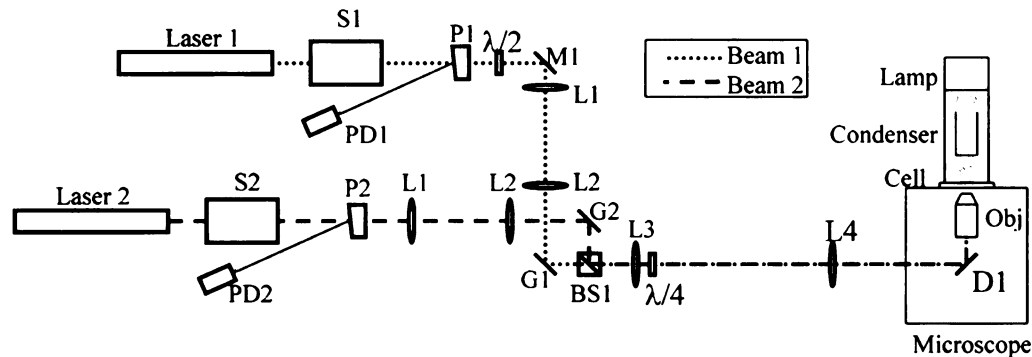 Laser 1
S1
P1
λ/2
M1
L1
PD1
L2
Beam 1
Beam 2
Lamp
Condenser
Cell
Obj
Laser 2
S2
P2
L1
L2
G2
PD2
G1
BS1
L3
λ/4
L4
D1
Microscope